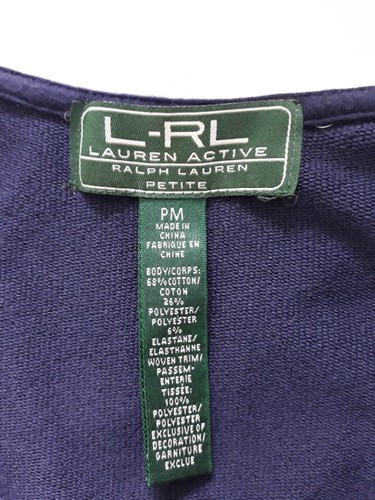 L-RL
LAUREN ACTIVE
RALPH LAUREN
PETITE
PM
MADE IN
CHINA
FABRIQUE EN
CHINE
BODY/CORPS:
68% COTTON/
COTON
26%
POLYESTER/
POLYESTER
6%
ELASTANE/
ELASTHANNE
WOVEN TRIM/
PASSEM-
ENTERIE
TISSÉE:
100%
POLYESTER/
POLYESTER
EXCLUSIVE OF
DECORATION/
GARNITURE
EXCLUE